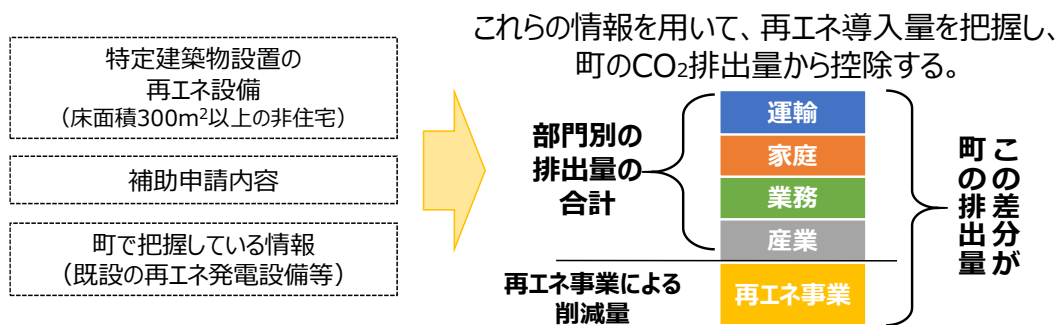 特定建築物設置の
再エネ設備
（床面積300m²以上の非住宅）
補助申請内容
町で把握している情報
（既設の再エネ発電設備等）
これらの情報を用いて、再エネ導入量を把握し、
町のCO₂排出量から控除する。
部門別の
排出量の
合計
運輸
家庭
業務
産業
再エネ事業による
削減量
再エネ事業
この差分が
町の排出量